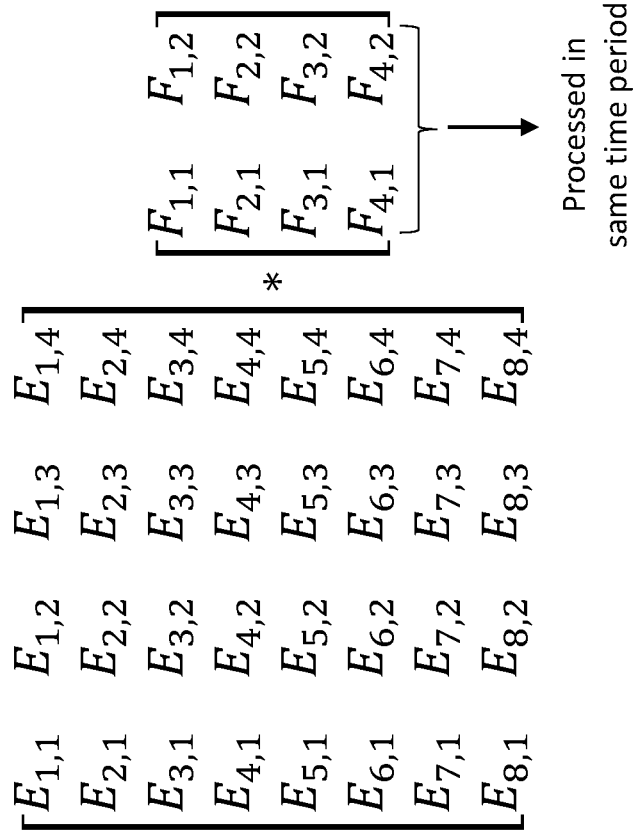 E1,1 E1,2 E1,3 E1,4
E2,1 E2,2 E2,3 E2,4
E3,1 E3,2 E3,3 E3,4
E4,1 E4,2 E4,3 E4,4
E5,1 E5,2 E5,3 E5,4
E6,1 E6,2 E6,3 E6,4
E7,1 E7,2 E7,3 E7,4
E8,1 E8,2 E8,3 E8,4
*
F1,1 F1,2
F2,1 F2,2
F3,1 F3,2
F4,1 F4,2
Processed in
same time period